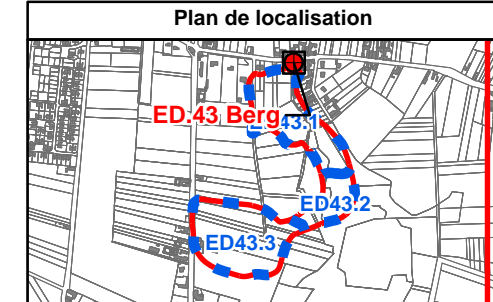 Plan de localisation
ED.43 Berg
ED43.1
ED43.2
ED43.3